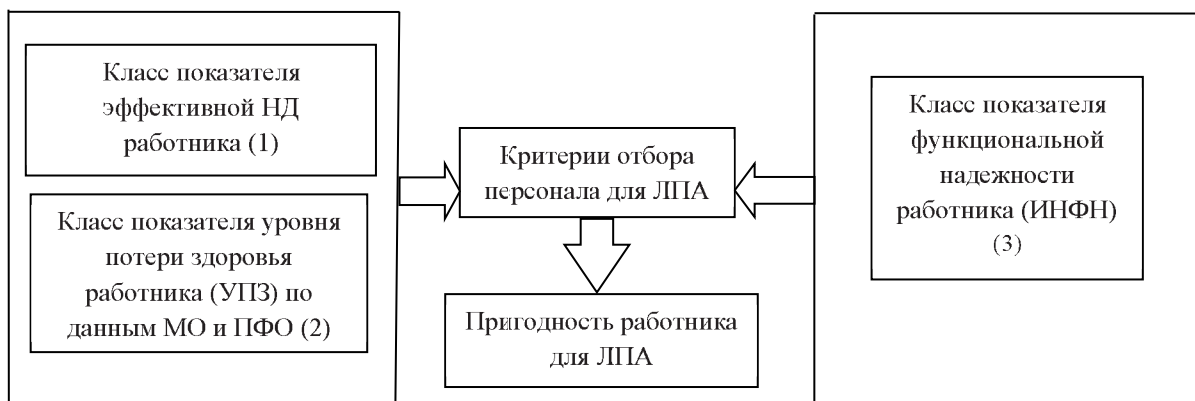 Класс показателя
эффективной НД
работника (1)
Класс показателя уровня
потери здоровья
работника (УПЗ) по
данным МО и ПФО (2)
Критерии отбора
персонала для ЛПА
Пригодность работника
для ЛПА
Класс показателя
функциональной
надежности
работника (ИНФН)
(3)